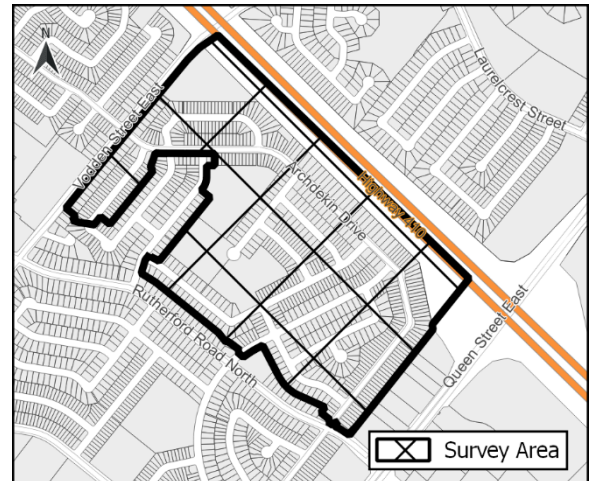 N
Laurelcrest Street
Vodden Street East
Archdekin Drive
Highway 410
Rutherford Road North
Queen Street East
Survey Area